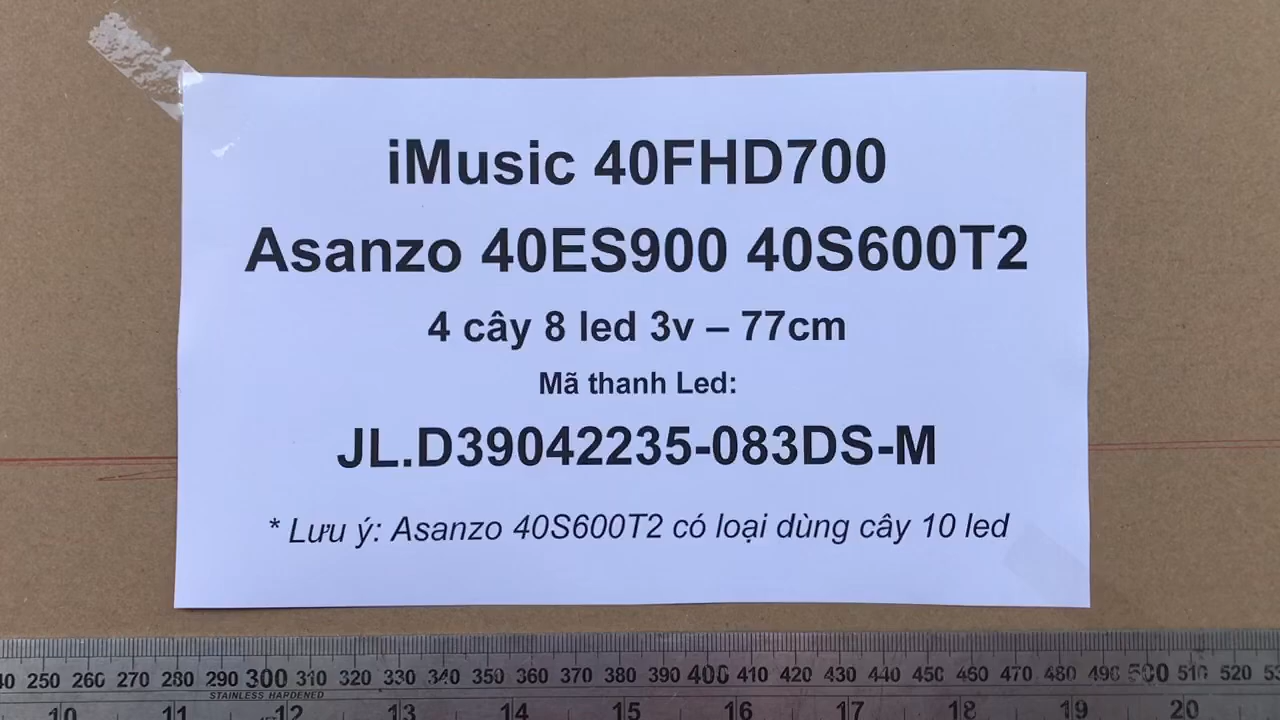 iMusic 40FHD700
Asanzo 40ES900 40S600T2
4 cây 8 led 3v – 77cm
Mã thanh Led:
JL.D39042235-083DS-M
* Lưu ý: Asanzo 40S600T2 có loại dùng cây 10 led
40 250 260 270 280 290 300 310 320 330 340 350 360 370 380 390 400 410 420 430 440 450 460 470 480 490 500 510 520
STAINLESS HARDENED
10 11 12 13 14 15 16 17 18 19 20